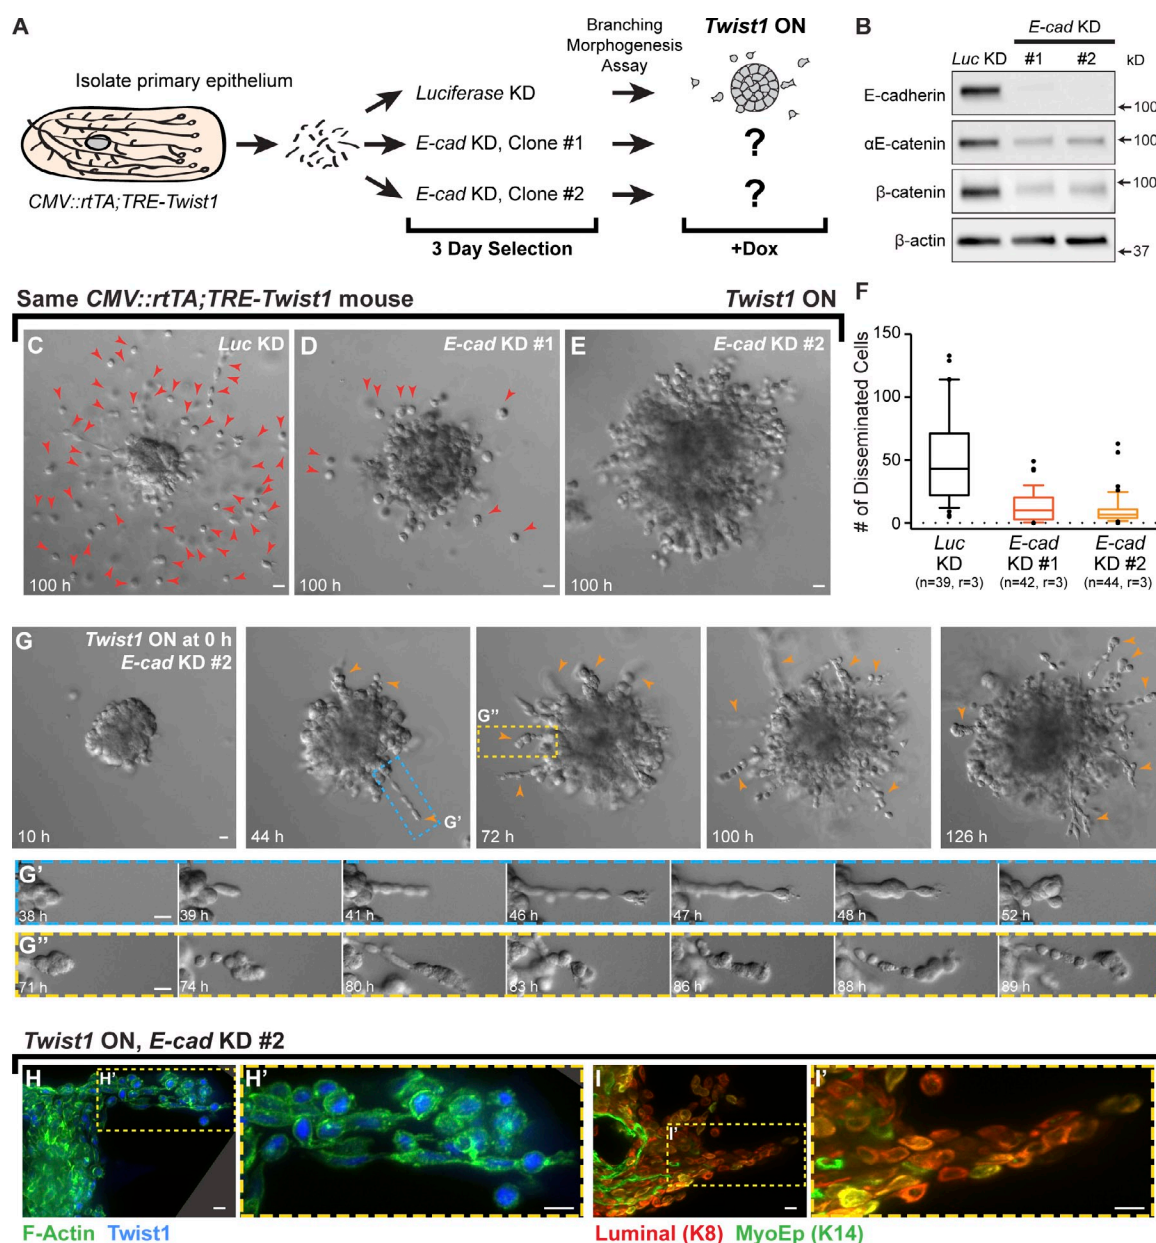 A
Isolate primary epithelium
CMV::rtTA;TRE-Twist1
Luciferase KD
E-cad KD, Clone #1
E-cad KD, Clone #2
3 Day Selection
Branching
Morphogenesis
Assay
Twist1 ON
?
?
+Dox
B
E-cad KD
Luc KD #1 #2 kD
E-cadherin
100
αE-catenin
100
β-catenin
100
β-actin
37
Same CMV::rtTA;TRE-Twist1 mouse Twist1 ON
C Luc KD
100 h
D E-cad KD #1
100 h
E E-cad KD #2
100 h
F
# of Disseminated Cells
150
100
50
0
Luc
KD
(n=39, r=3)
E-cad
KD #1
(n=42, r=3)
E-cad
KD #2
(n=44, r=3)
G Twist1 ON at 0 h
E-cad KD #2
10 h
G'
44 h
G''
72 h
100 h
126 h
G'
38 h 39 h 41 h 46 h 47 h 48 h 52 h
G''
71 h 74 h 80 h 83 h 86 h 88 h 89 h
Twist1 ON, E-cad KD #2
H H' H' I I' I'
F-Actin Twist1 Luminal (K8) MyoEp (K14)